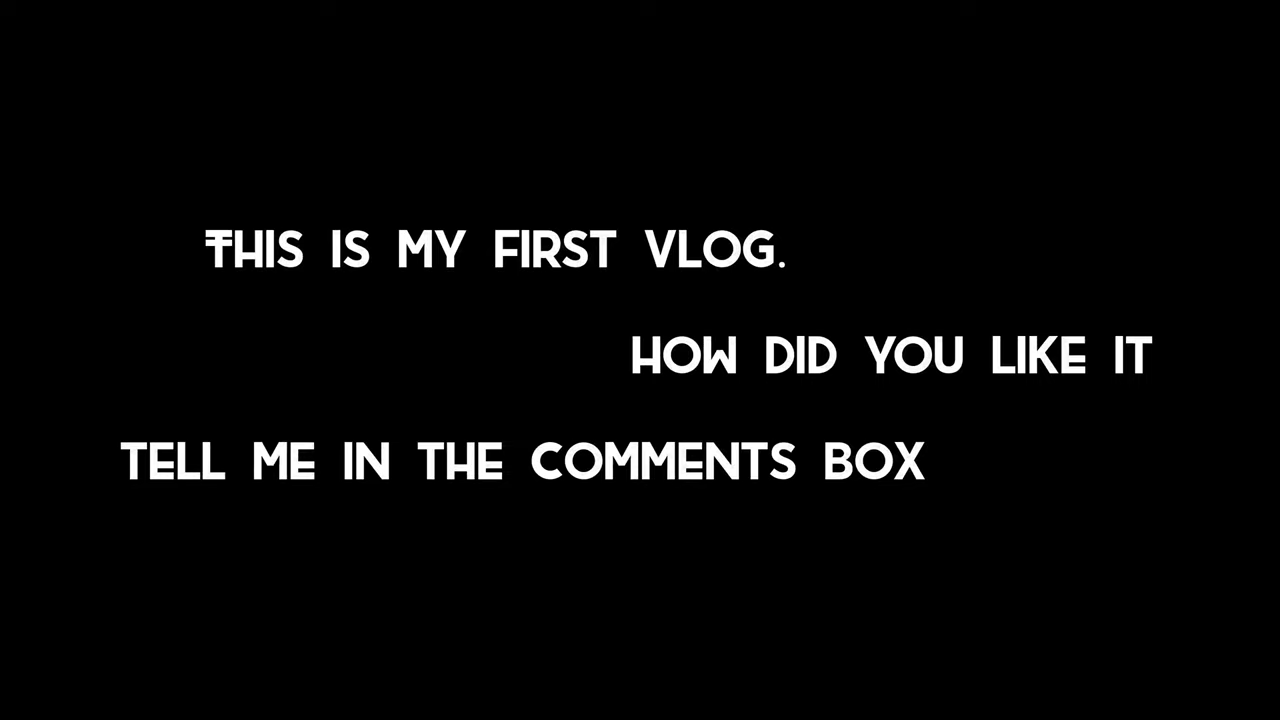 THIS IS MY FIRST VLOG.
HOW DID YOU LIKE IT
TELL ME IN THE COMMENTS BOX